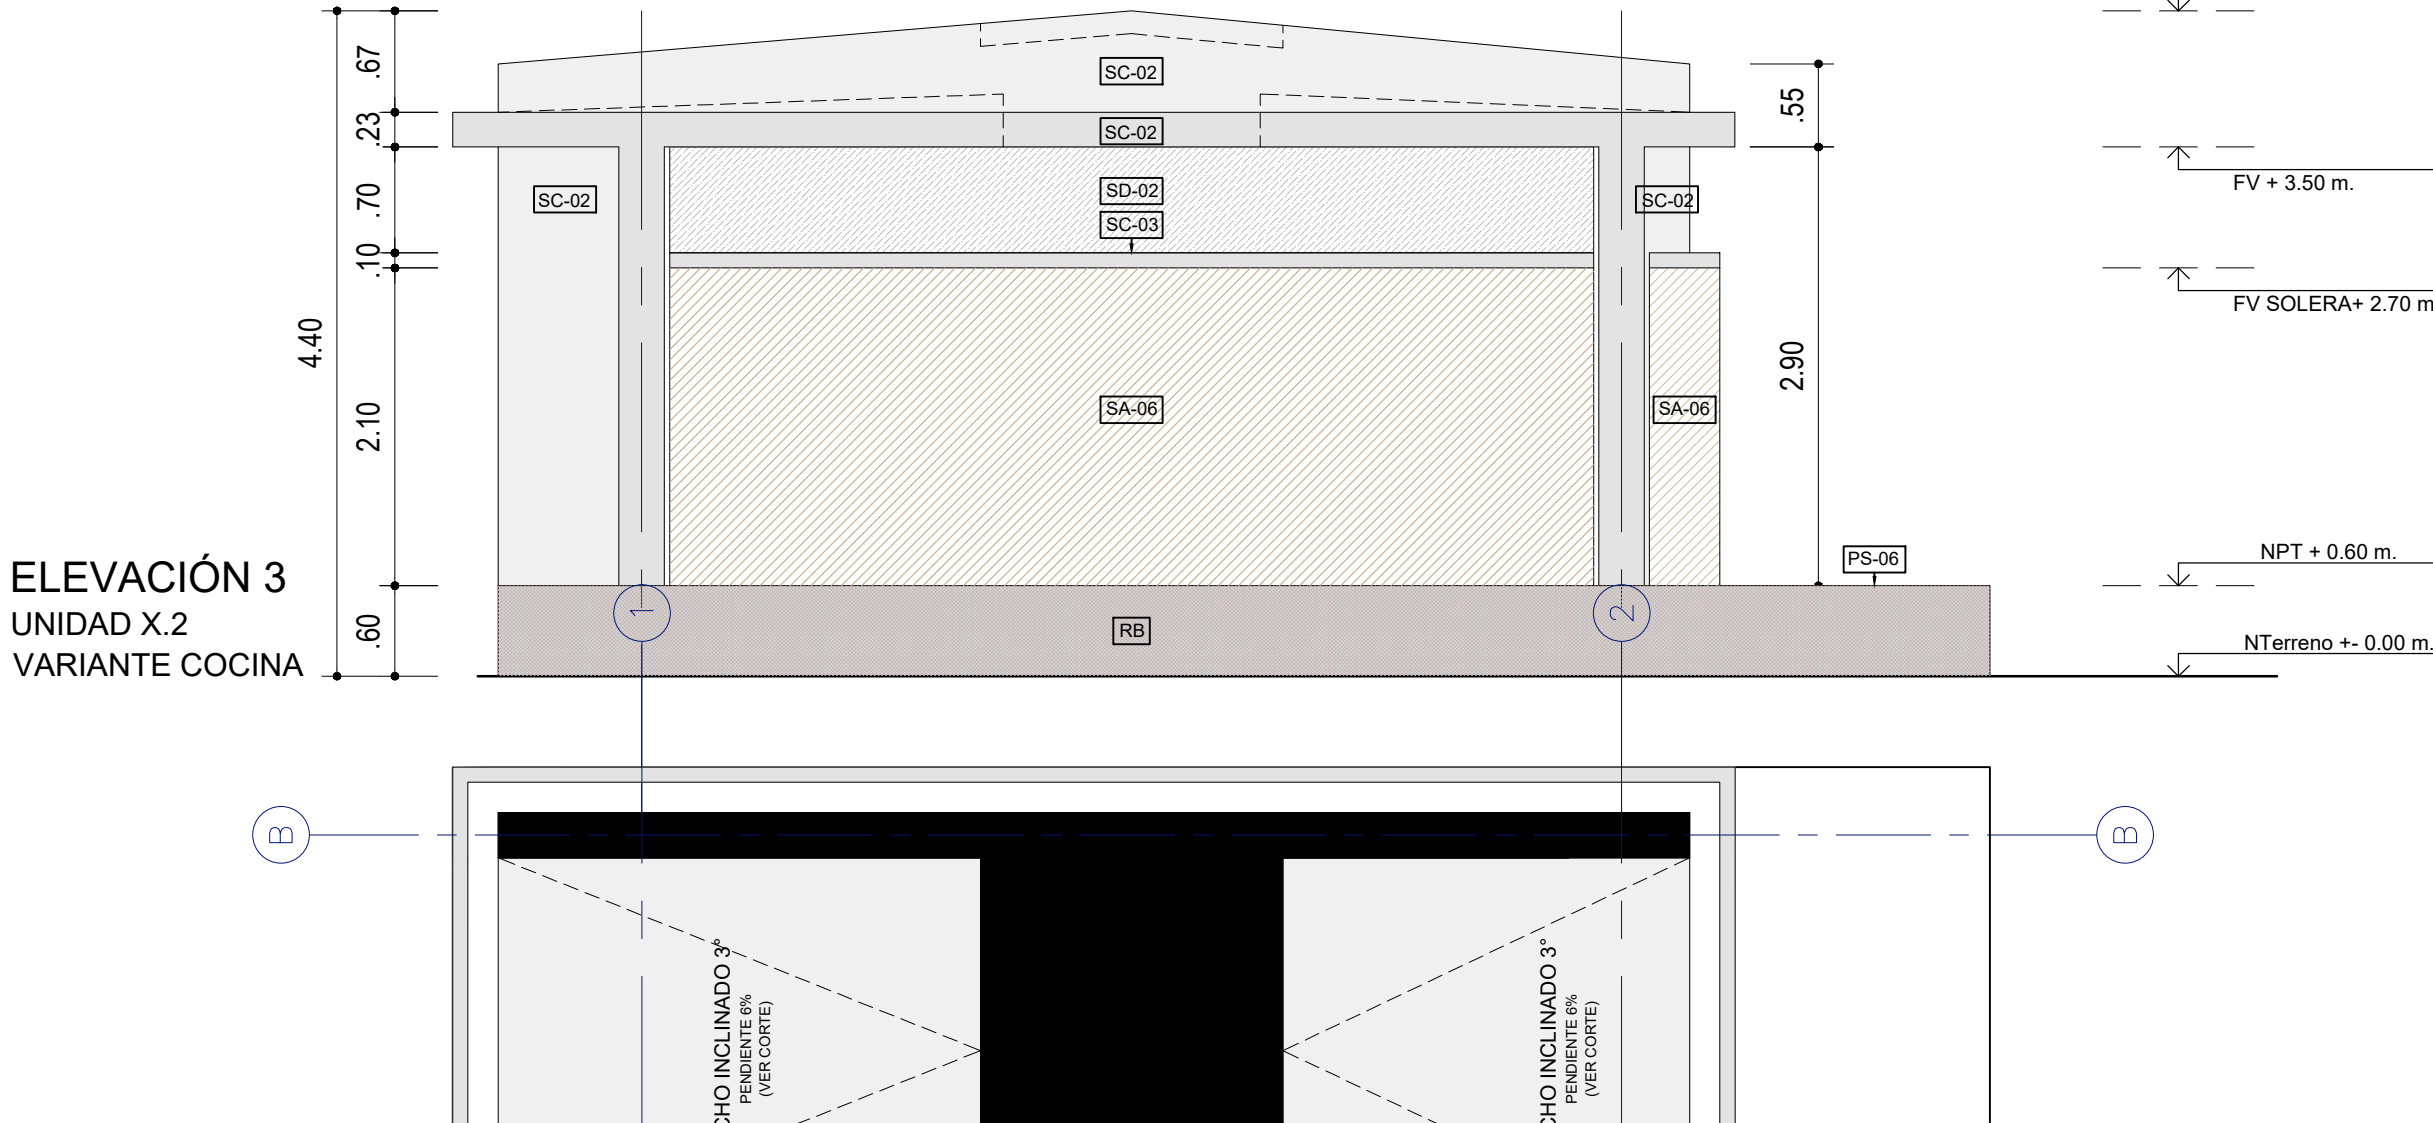 .67
.23
.70
.10
2.10
.60
4.40
SC-02
SC-02
SC-02
SD-02
SC-03
SC-02
SA-06
SA-06
RB
PS-06
.55
2.90
FV + 3.50 m.
FV SOLERA+ 2.70 m
NPT + 0.60 m.
NTerreno +- 0.00 m.
ELEVACIÓN 3
UNIDAD X.2
VARIANTE COCINA
1
2
B
B
CHO INCLINADO 3°
PENDIENTE 6%
(VER CORTE)
CHO INCLINADO 3°
PENDIENTE 6%
(VER CORTE)